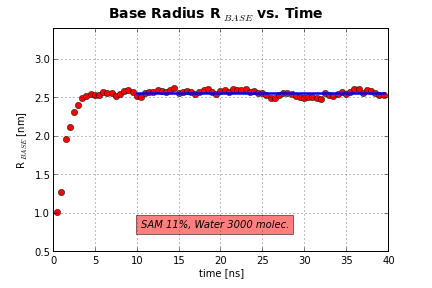 Base Radius R BASE vs. Time
R BASE [nm]
3.0
2.5
2.0
1.5
1.0
0.5
SAM 11%, Water 3000 molec.
0 5 10 15 20 25 30 35 40
time [ns]